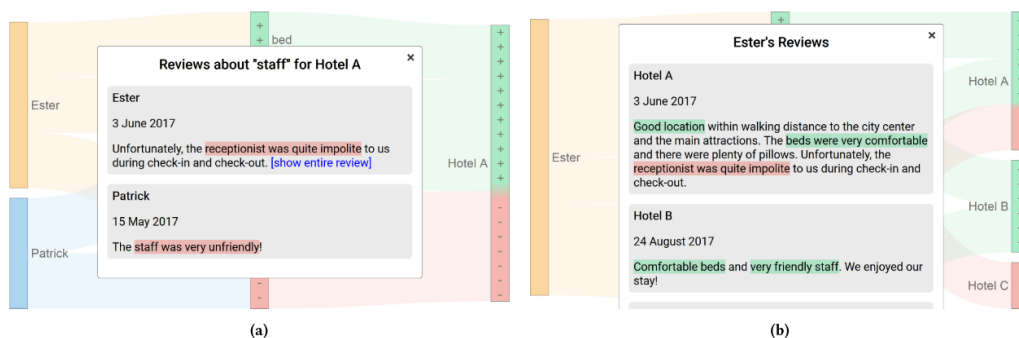 Reviews about "staff" for Hotel A
×
Ester
3 June 2017
Unfortunately, the receptionist was quite impolite to us
during check-in and check-out. [show entire review]
Patrick
15 May 2017
The staff was very unfriendly!
Ester
Patrick
+
+ bed
+
+
+
+
+
+
+
+
+
+
+
Hotel A
-
-
-
-
-
-
-
-
-
(a)
Ester's Reviews
×
Hotel A
3 June 2017
Good location within walking distance to the city center
and the main attractions. The beds were very comfortable
and there were plenty of pillows. Unfortunately, the
receptionist was quite impolite to us during check-in and
check-out.
Hotel B
24 August 2017
Comfortable beds and very friendly staff. We enjoyed our
stay!
Ester
+
Hotel A
Hotel B
Hotel C
(b)